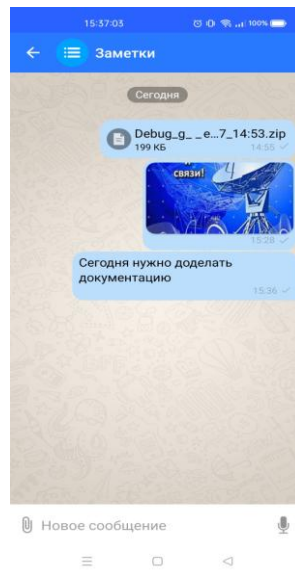 15:37:03
100%
Заметки
Сегодня
Debug_g_ _e...7_14:53.zip
199 КБ
14:55
связи!
15:28
Сегодня нужно доделать
документацию
15:36
Новое сообщение